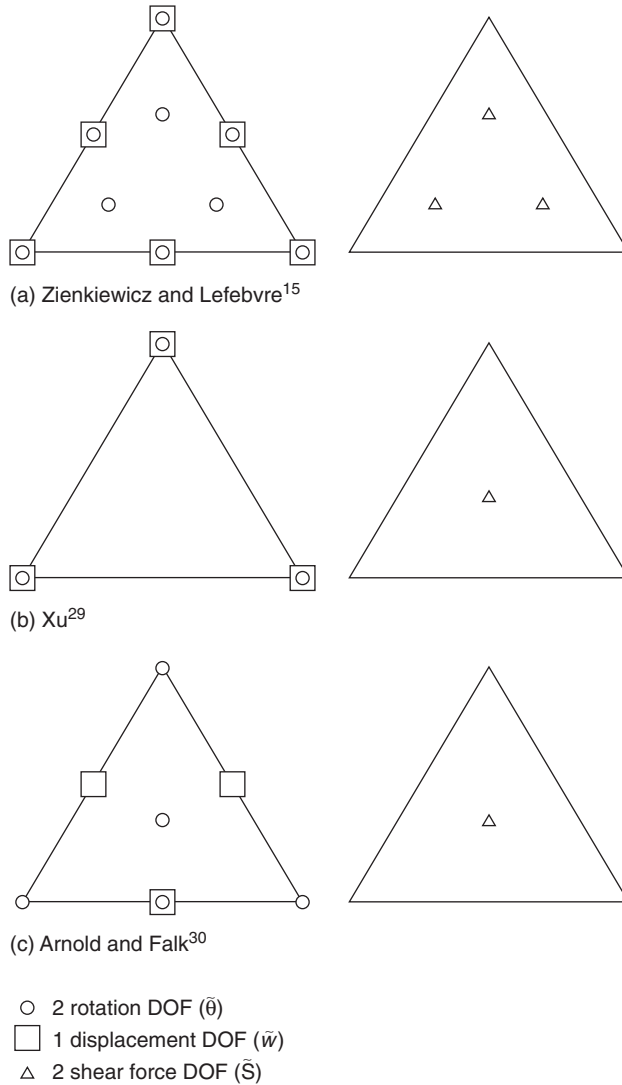 (a) Zienkiewicz and Lefebvre15
(b) Xu29
(c) Arnold and Falk30
2 rotation DOF (θ̃)
1 displacement DOF (w̃)
2 shear force DOF (S̃)